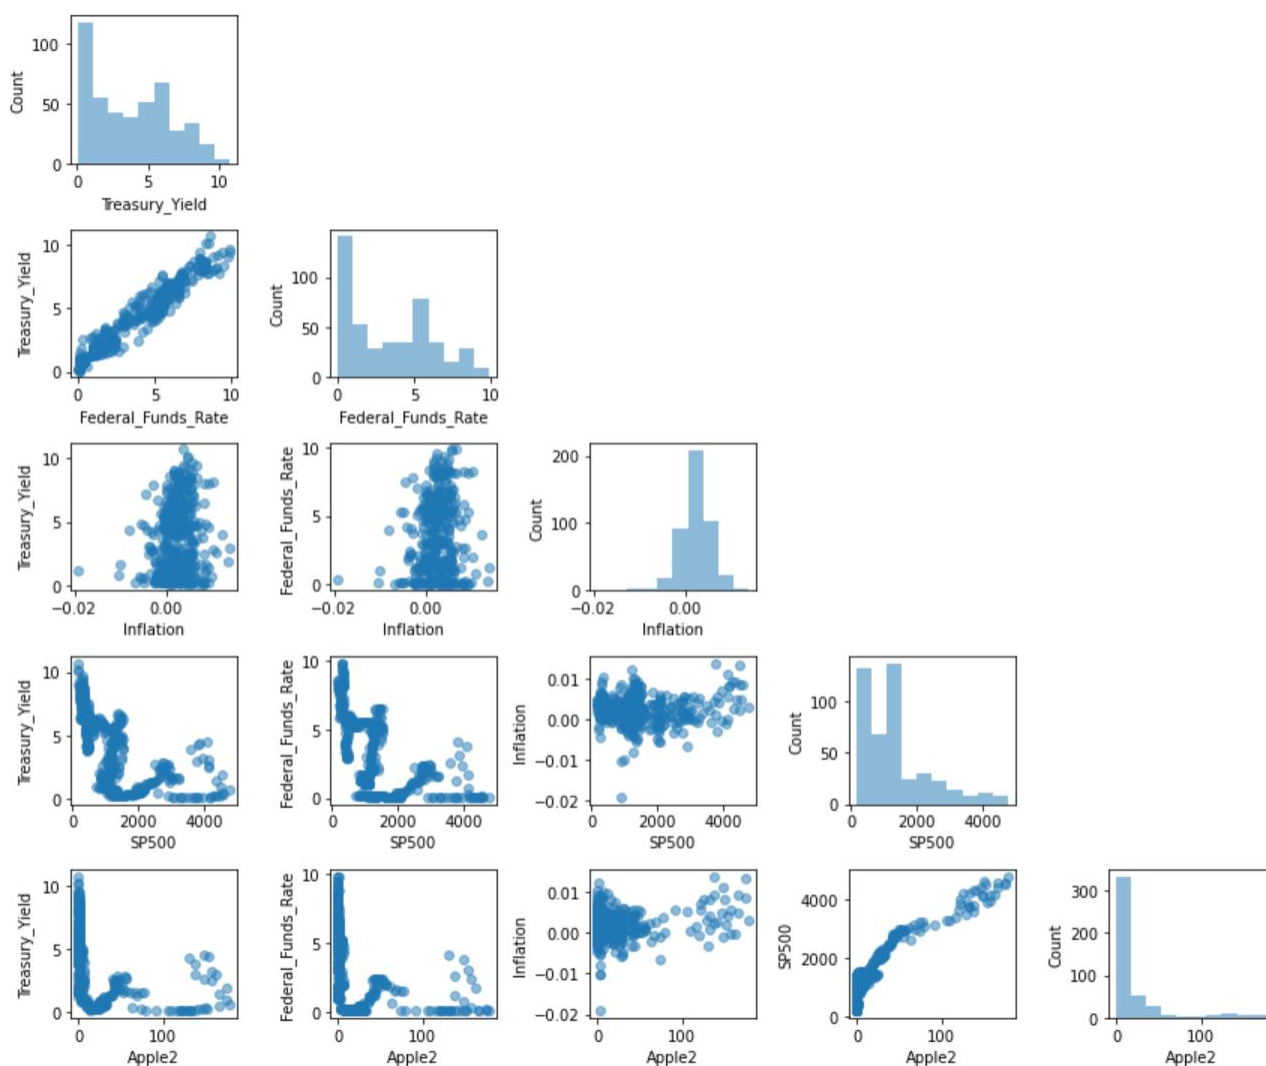 100
50
0
Count
0 5 10
Treasury_Yield
10
5
0
Treasury_Yield
0 5 10
Federal_Funds_Rate
100
50
0
Count
0 5 10
Federal_Funds_Rate
10
5
0
Treasury_Yield
−0.02 0.00
Inflation
10
5
0
Federal_Funds_Rate
−0.02 0.00
Inflation
200
100
0
Count
−0.02 0.00
Inflation
10
5
0
Treasury_Yield
0 2000 4000
SP500
10
5
0
Federal_Funds_Rate
0 2000 4000
SP500
0.01
0.00
−0.01
−0.02
Inflation
0 2000 4000
SP500
100
50
0
Count
0 2000 4000
SP500
10
5
0
Treasury_Yield
0 100
Apple2
10
5
0
Federal_Funds_Rate
0 100
Apple2
0.01
0.00
−0.01
−0.02
Inflation
0 100
Apple2
4000
2000
0
SP500
0 100
Apple2
300
200
100
0
Count
0 100
Apple2